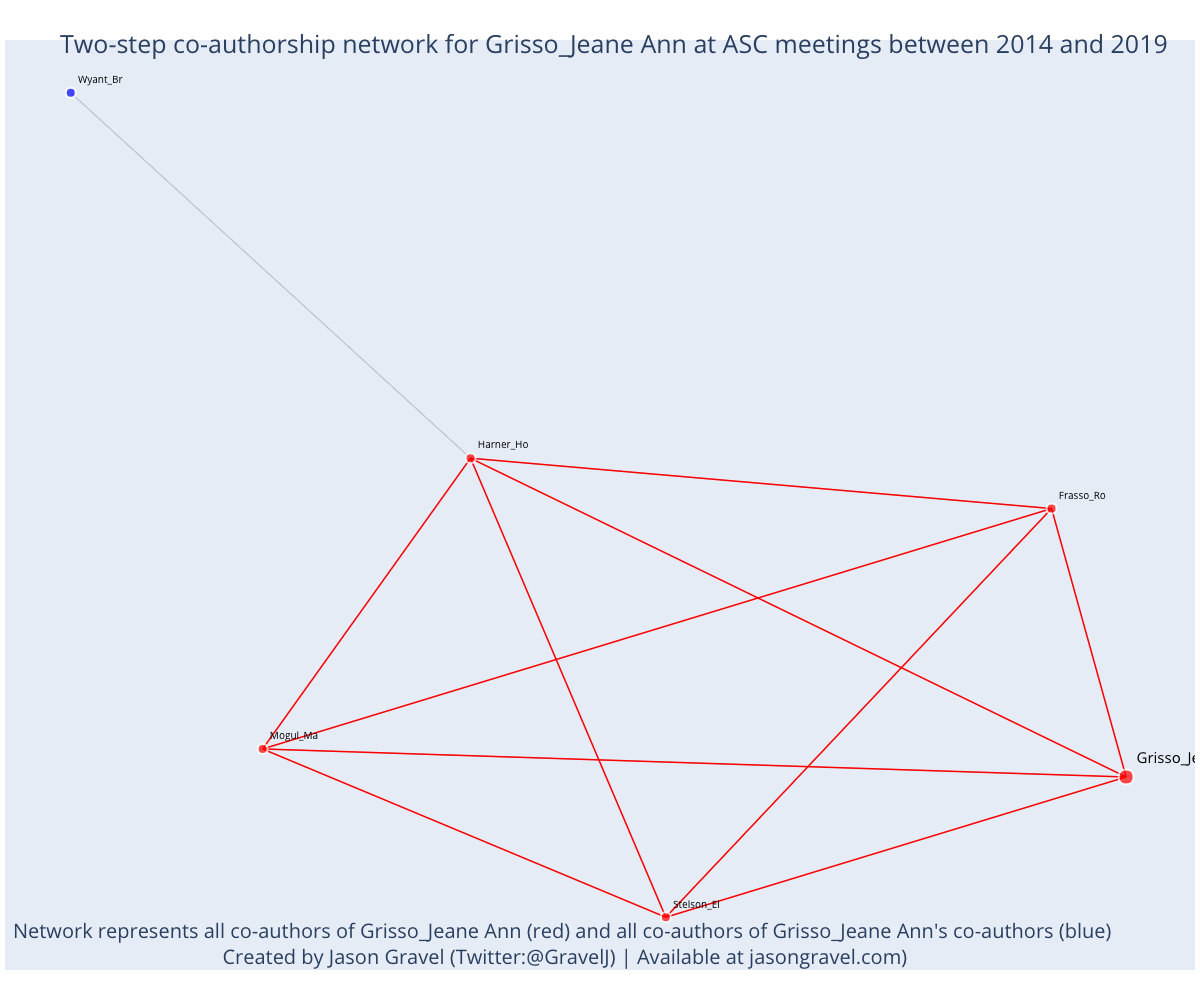 Two-step co-authorship network for Grisso_Jeane Ann at ASC meetings between 2014 and 2019
Wyant_Br
Harner_Ho
Frasso_Ro
Mogul_Ma
Grisso_Je
Stelson_El
Network represents all co-authors of Grisso_Jeane Ann (red) and all co-authors of Grisso_Jeane Ann's co-authors (blue)
Created by Jason Gravel (Twitter:@GravelJ) | Available at jasongravel.com)